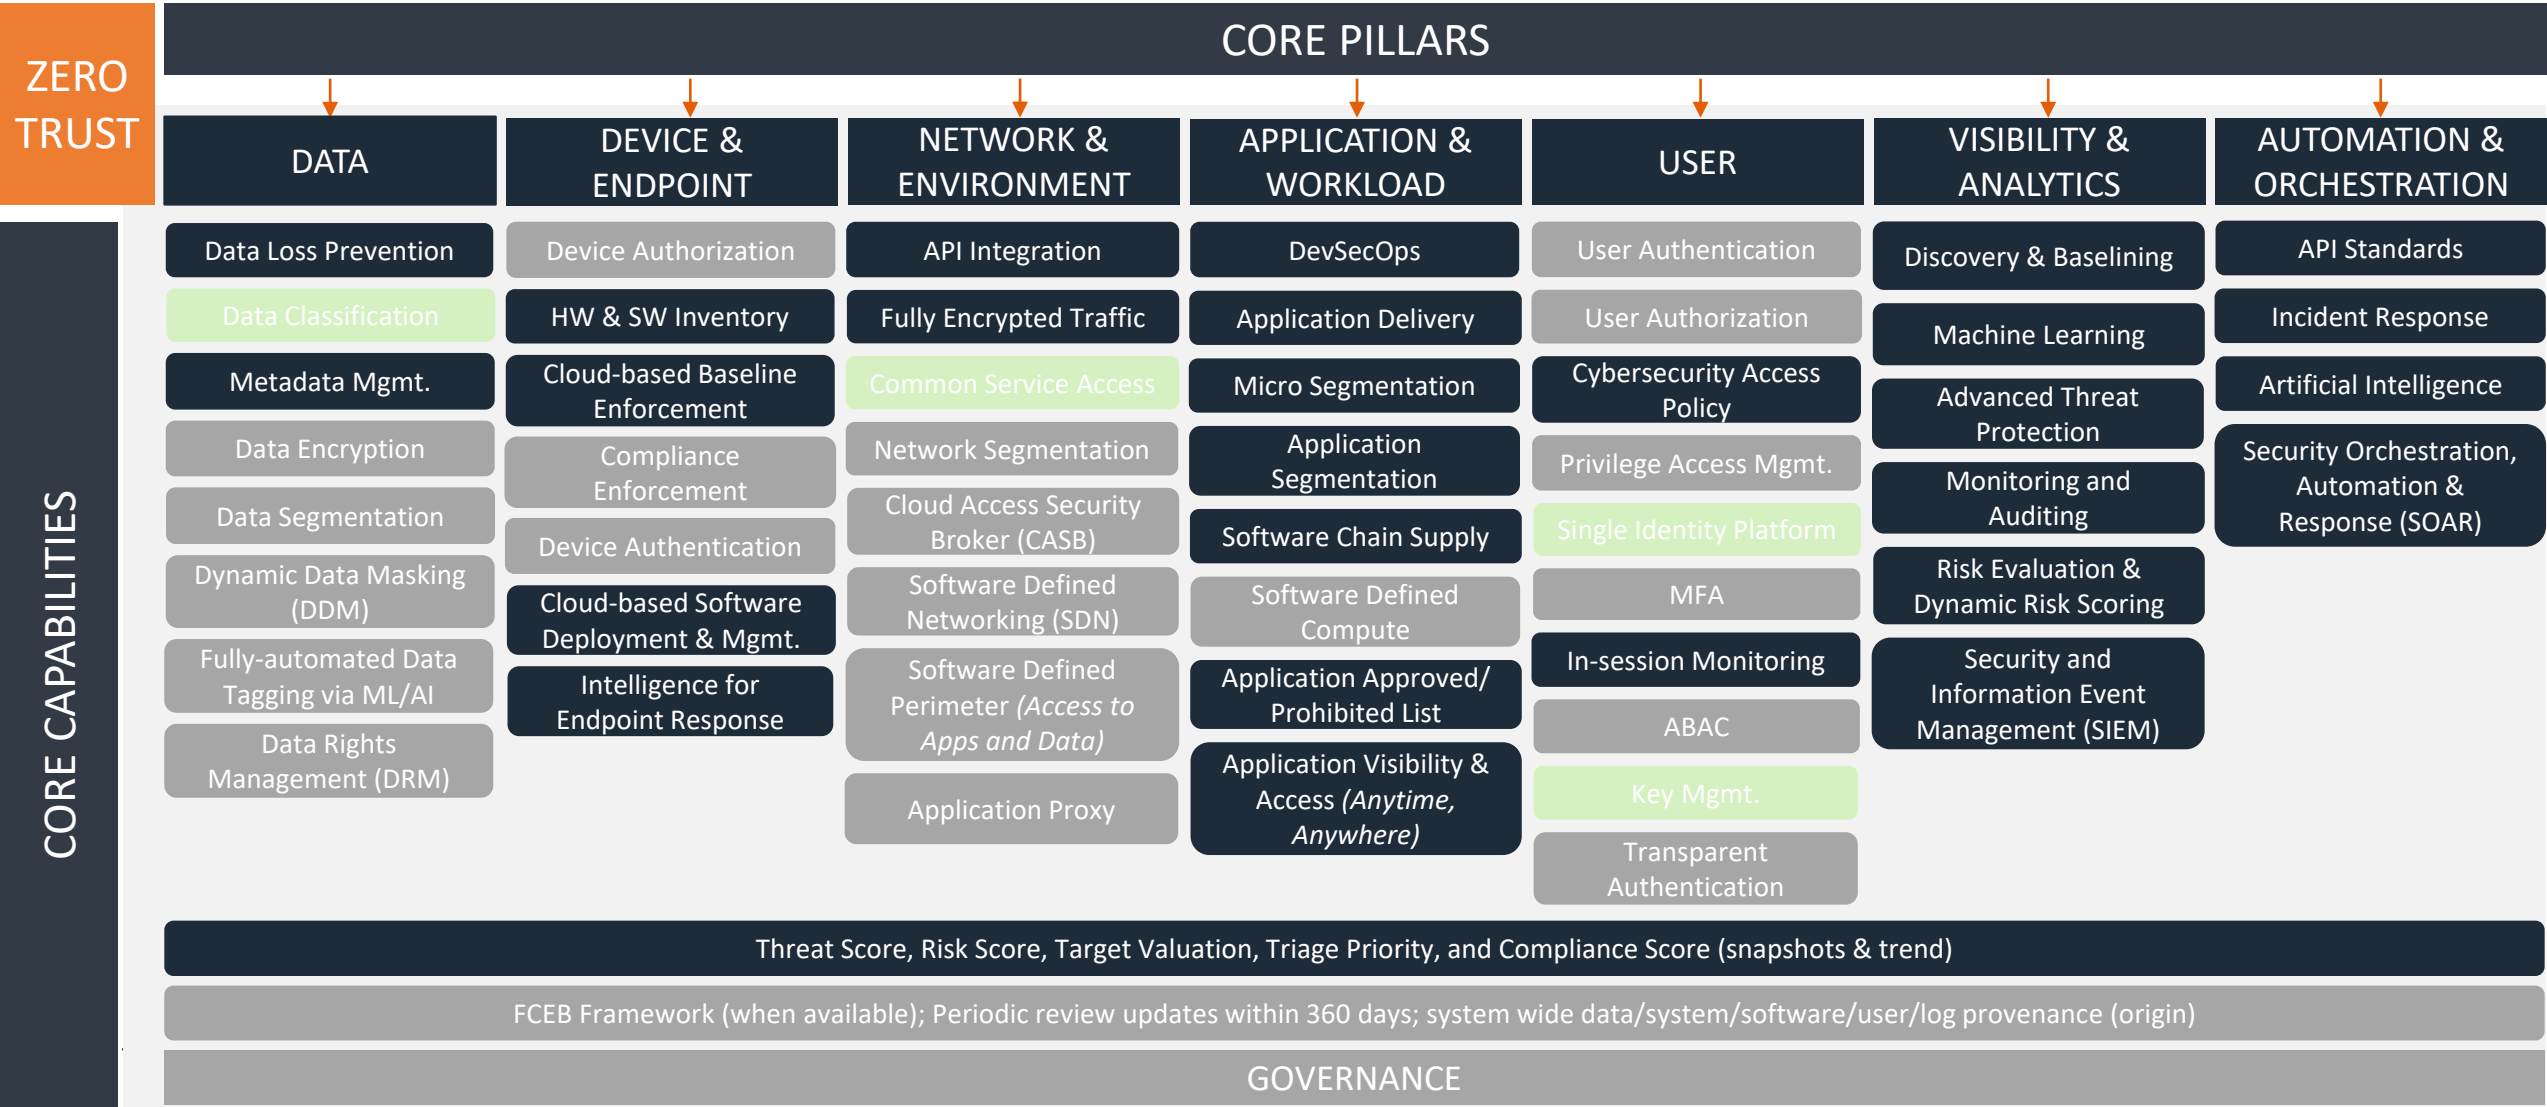 ZERO
TRUST
CORE PILLARS
DATA
DEVICE &
ENDPOINT
NETWORK &
ENVIRONMENT
APPLICATION &
WORKLOAD
USER
VISIBILITY &
ANALYTICS
AUTOMATION &
ORCHESTRATION
CORE CAPABILITIES
Data Loss Prevention
Data Classification
Metadata Mgmt.
Data Encryption
Data Segmentation
Dynamic Data Masking
(DDM)
Fully-automated Data
Tagging via ML/AI
Data Rights
Management (DRM)
Device Authorization
HW & SW Inventory
Cloud-based Baseline
Enforcement
Compliance
Enforcement
Device Authentication
Cloud-based Software
Deployment & Mgmt.
Intelligence for
Endpoint Response
API Integration
Fully Encrypted Traffic
Common Service Access
Network Segmentation
Cloud Access Security
Broker (CASB)
Software Defined
Networking (SDN)
Software Defined
Perimeter (Access to
Apps and Data)
Application Proxy
DevSecOps
Application Delivery
Micro Segmentation
Application
Segmentation
Software Chain Supply
Software Defined
Compute
Application Approved/
Prohibited List
Application Visibility &
Access (Anytime,
Anywhere)
User Authentication
User Authorization
Cybersecurity Access
Policy
Privilege Access Mgmt.
Single Identity Platform
MFA
In-session Monitoring
ABAC
Key Mgmt.
Transparent
Authentication
Discovery & Baselining
Machine Learning
Advanced Threat
Protection
Monitoring and
Auditing
Risk Evaluation &
Dynamic Risk Scoring
Security and
Information Event
Management (SIEM)
API Standards
Incident Response
Artificial Intelligence
Security Orchestration,
Automation &
Response (SOAR)
Threat Score, Risk Score, Target Valuation, Triage Priority, and Compliance Score (snapshots & trend)
FCEB Framework (when available); Periodic review updates within 360 days; system wide data/system/software/user/log provenance (origin)
GOVERNANCE